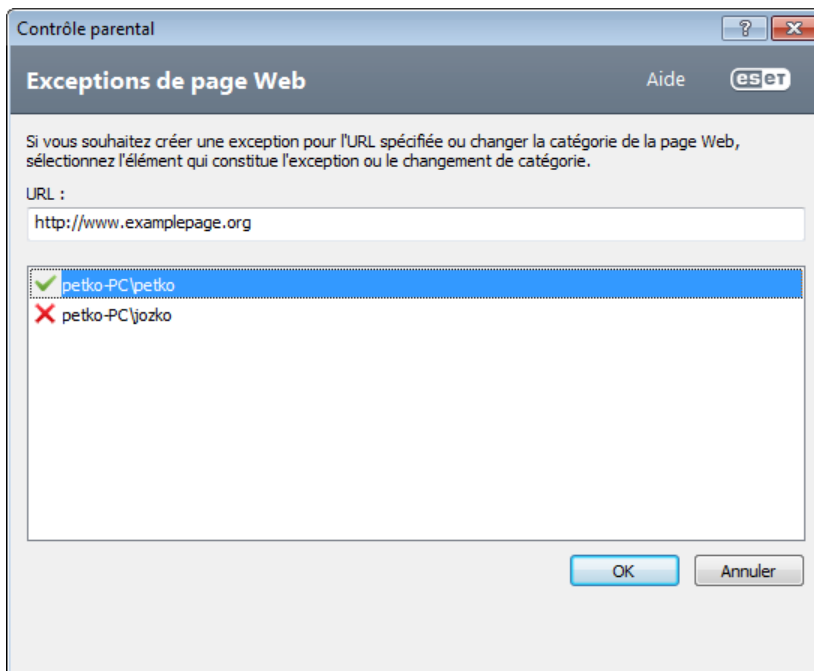 Contrôle parental
Exceptions de page Web
Aide
eseT
Si vous souhaitez créer une exception pour l'URL spécifiée ou changer la catégorie de la page Web,
sélectionnez l'élément qui constitue l'exception ou le changement de catégorie.
URL :
http://www.examplepage.org
petko-PC\petko
petko-PC\jozko
OK
Annuler